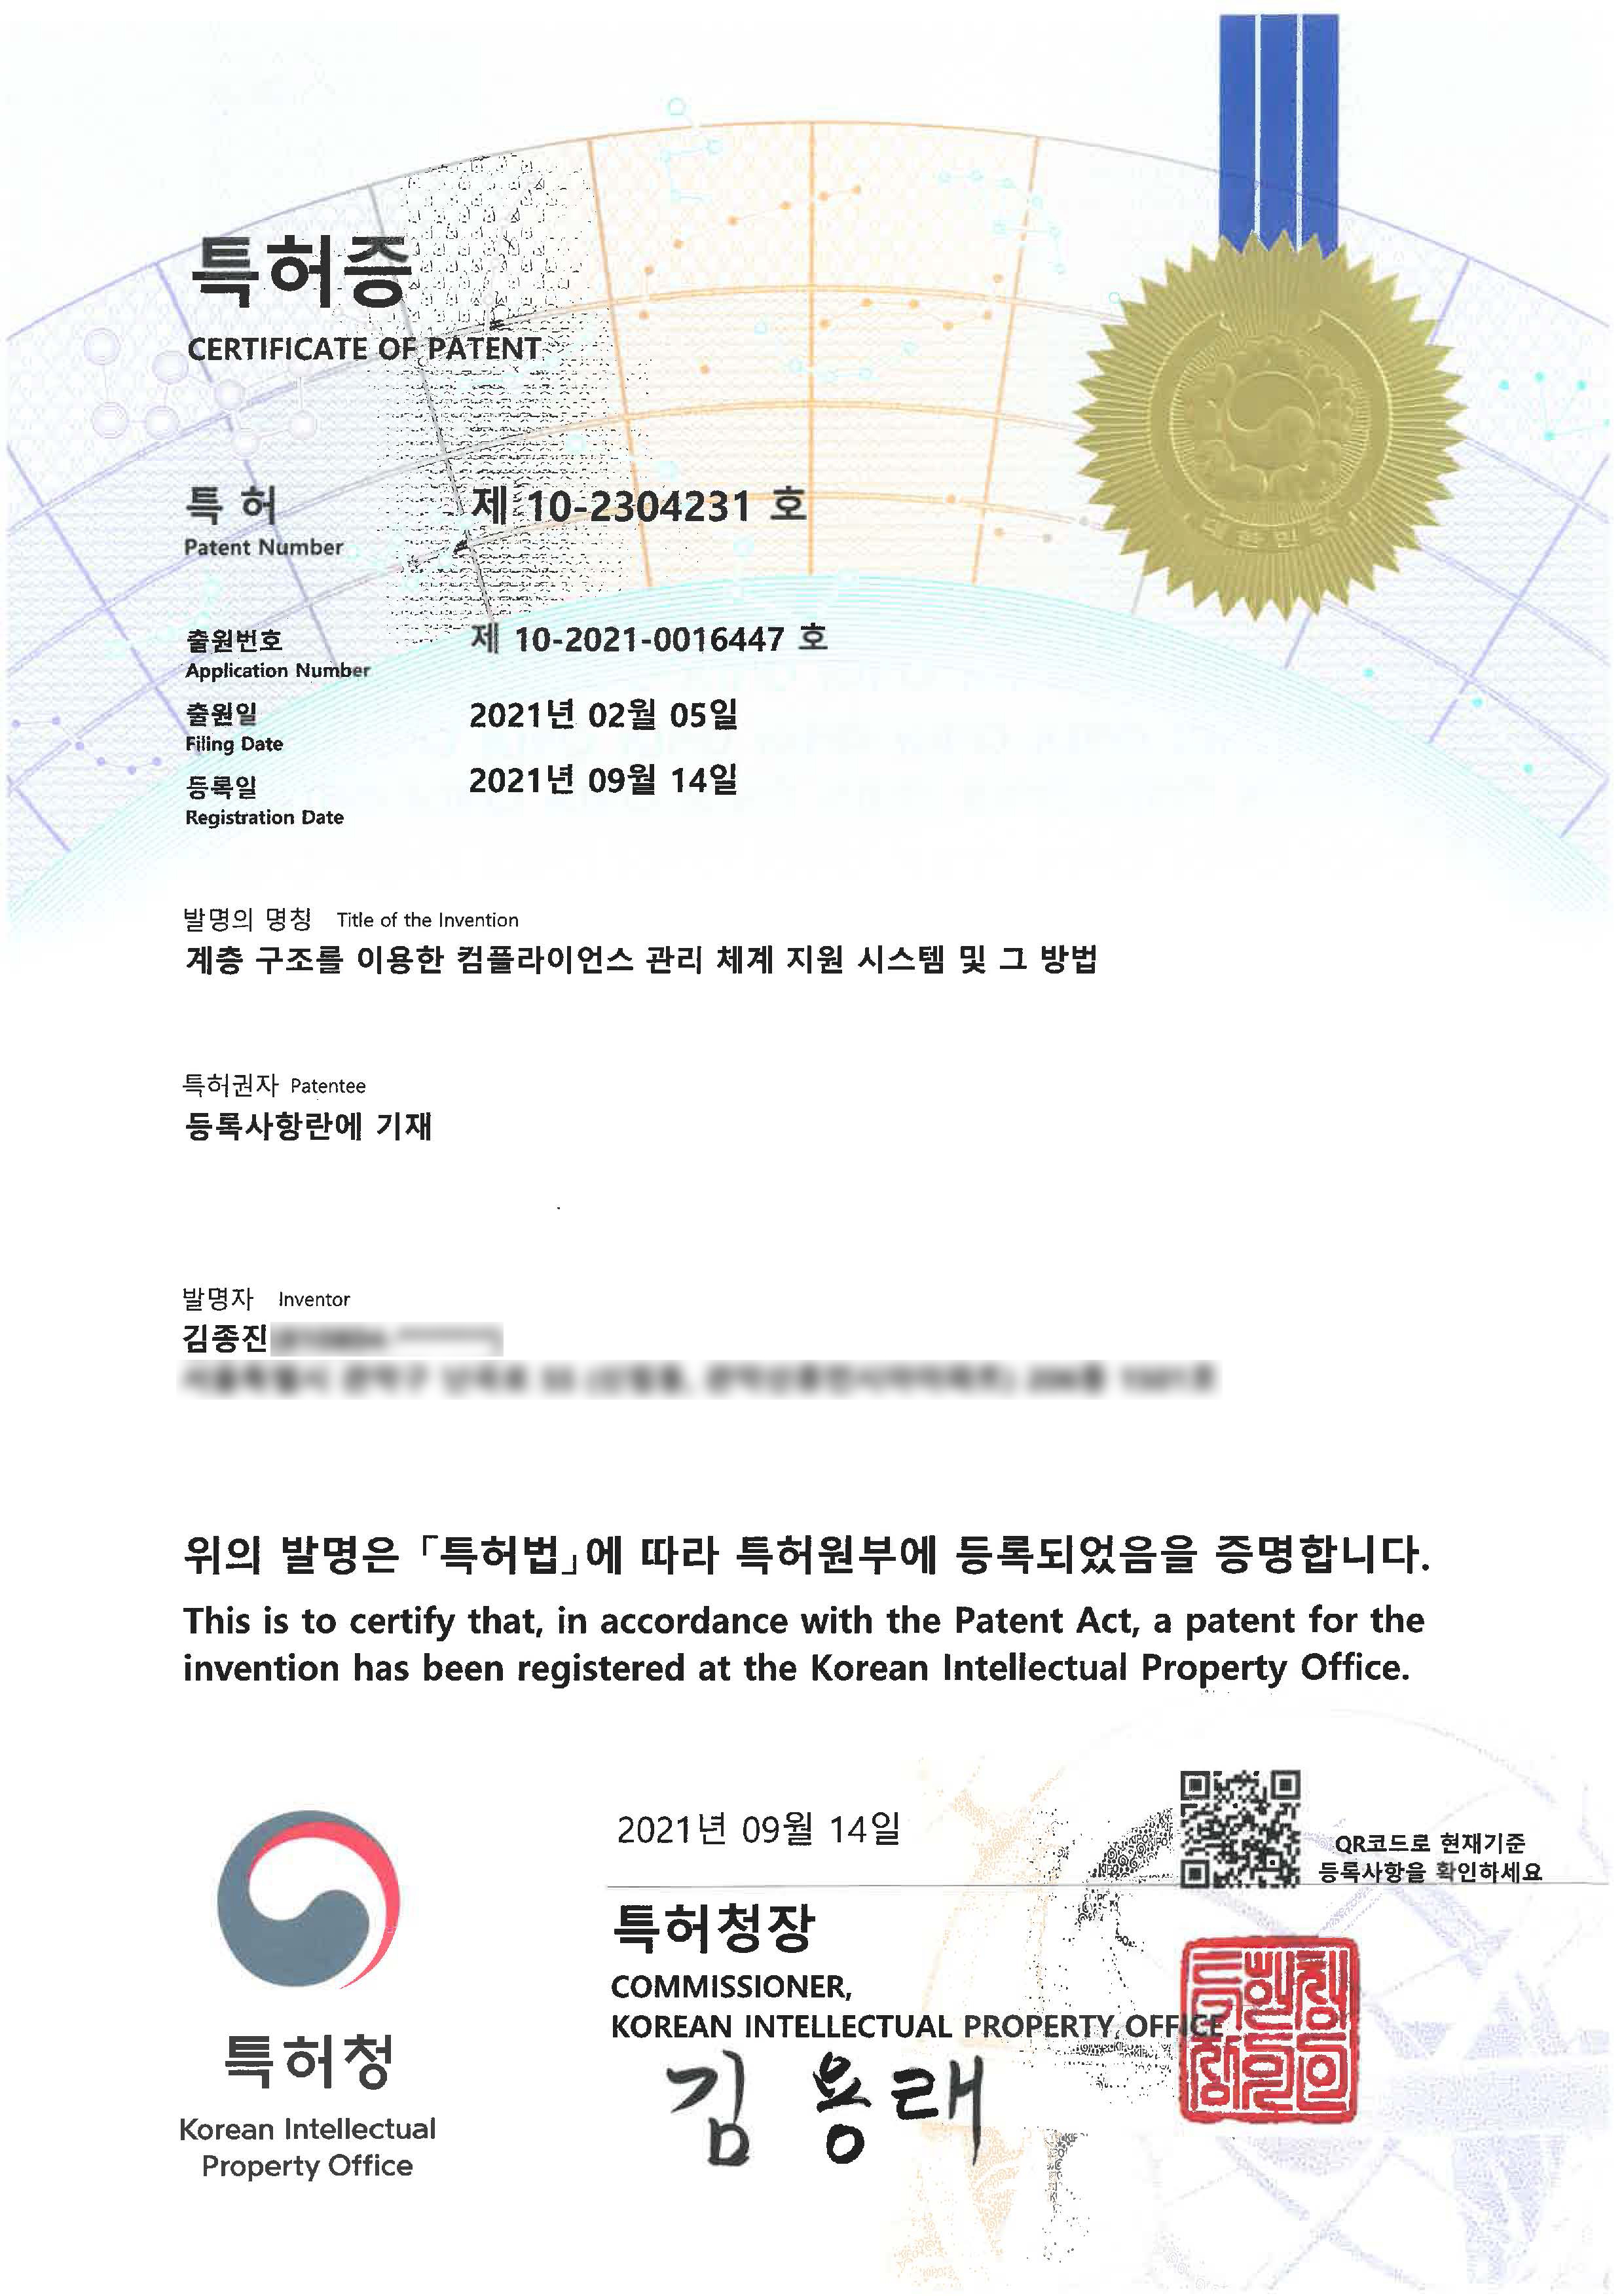 특허증
CERTIFICATE OF PATENT
특 허 제 10-2304231 호
Patent Number
출원번호 제 10-2021-0016447 호
Application Number
출원일 2021년 02월 05일
Filing Date
등록일 2021년 09월 14일
Registration Date
발명의 명칭 Title of the Invention
계층 구조를 이용한 컴플라이언스 관리 체계 지원 시스템 및 그 방법
특허권자 Patentee
등록사항란에 기재
발명자 Inventor
김종진
위의 발명은 「특허법」에 따라 특허원부에 등록되었음을 증명합니다.
This is to certify that, in accordance with the Patent Act, a patent for the
invention has been registered at the Korean Intellectual Property Office.
2021년 09월 14일
QR코드로 현재기준
등록사항을 확인하세요
특허청장
COMMISSIONER,
KOREAN INTELLECTUAL PROPERTY OFFICE
김용래
특허청
Korean Intellectual
Property Office